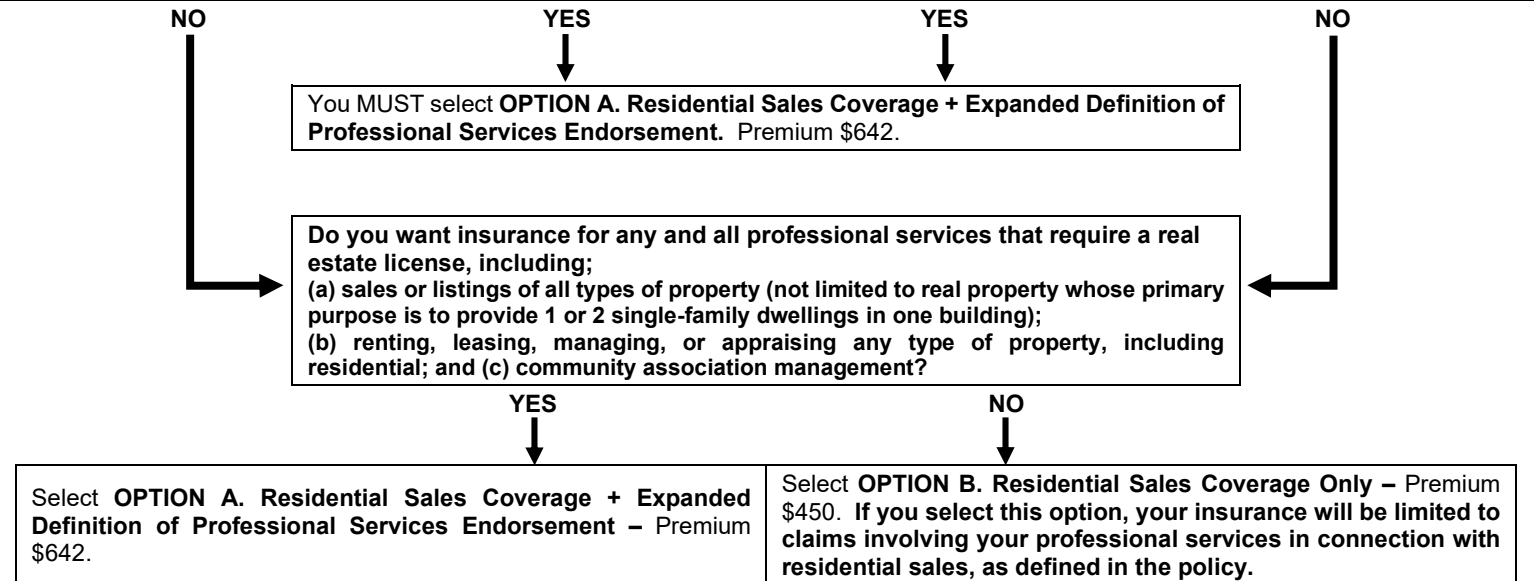 NO YES YES NO
You MUST select OPTION A. Residential Sales Coverage + Expanded Definition of
Professional Services Endorsement.  Premium $642.
Do you want insurance for any and all professional services that require a real
estate license, including;
(a) sales or listings of all types of property (not limited to real property whose primary
purpose is to provide 1 or 2 single-family dwellings in one building);
(b) renting, leasing, managing, or appraising any type of property, including
residential; and (c) community association management?
YES NO
Select OPTION A. Residential Sales Coverage + Expanded
Definition of Professional Services Endorsement – Premium
$642.
Select OPTION B. Residential Sales Coverage Only – Premium
$450.  If you select this option, your insurance will be limited to
claims involving your professional services in connection with
residential sales, as defined in the policy.